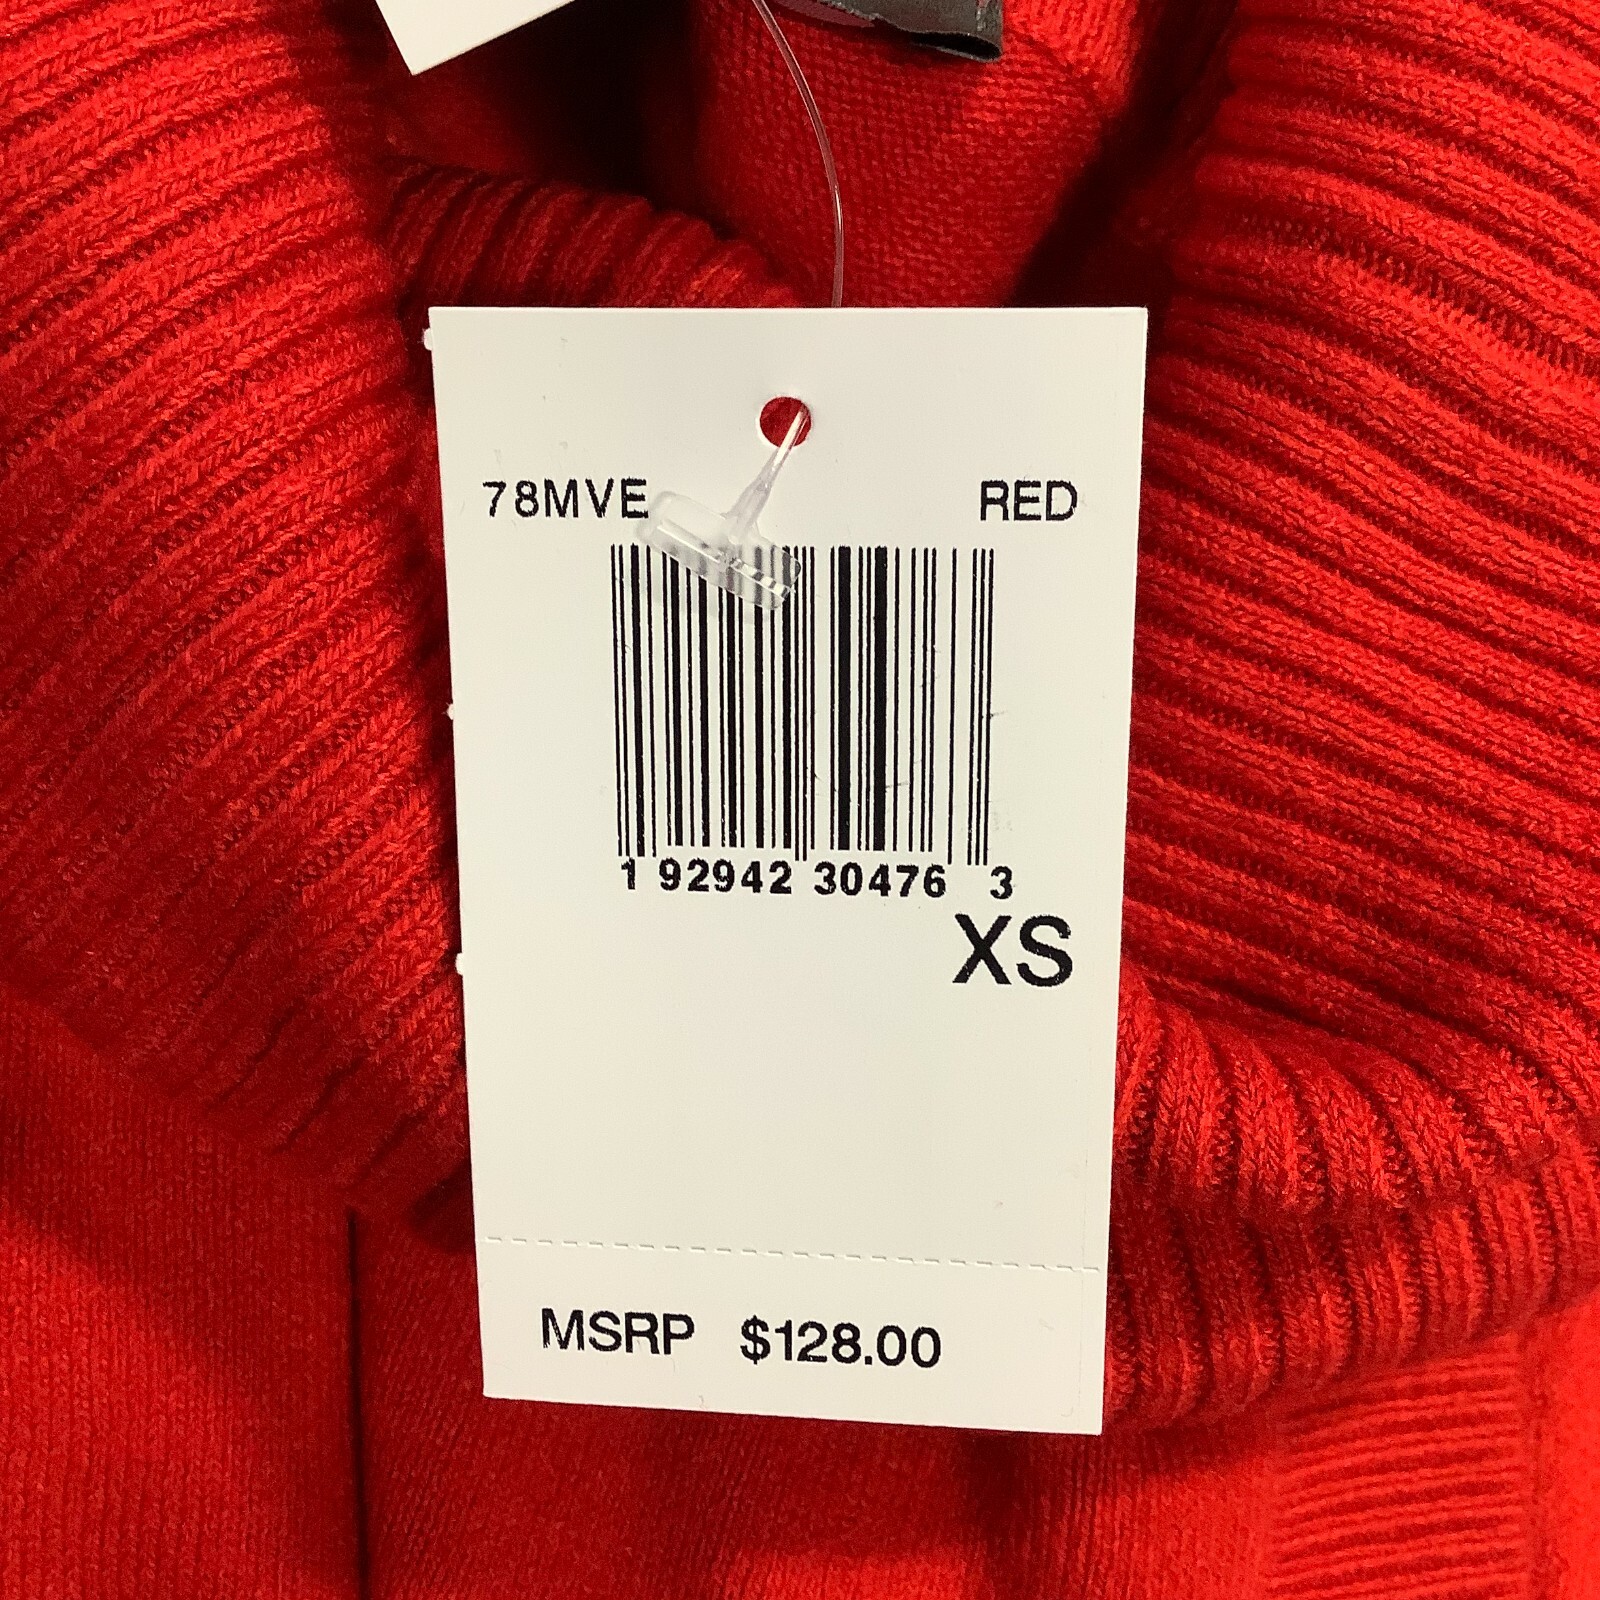 78MVE RED
1 92942 30476 3
XS
MSRP $128.00